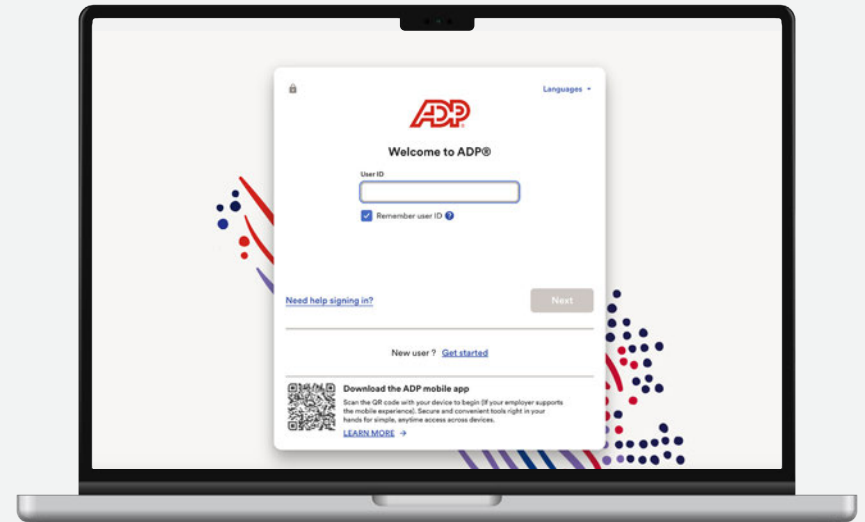 Languages
ADP
Welcome to ADP®
User ID
Remember user ID
Next
Need help signing in?
New user ? Get started
Download the ADP mobile app
Scan the QR code with your device to begin (If your employer supports
the mobile experience). Secure and convenient tools right in your
hands for simple, anytime access across devices.
LEARN MORE →